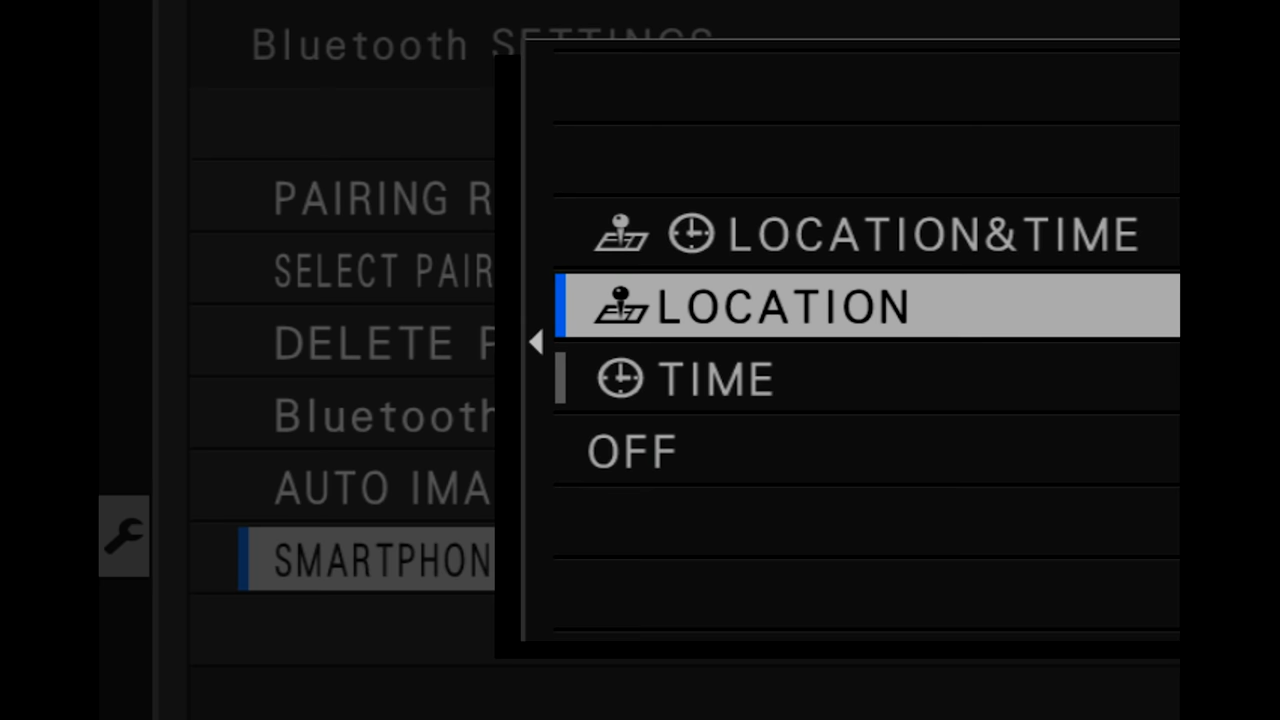 Bluetooth SETTINGS
PAIRING R
SELECT PAIR
DELETE P
Bluetooth
AUTO IMA
SMARTPHON
LOCATION&TIME
LOCATION
TIME
OFF